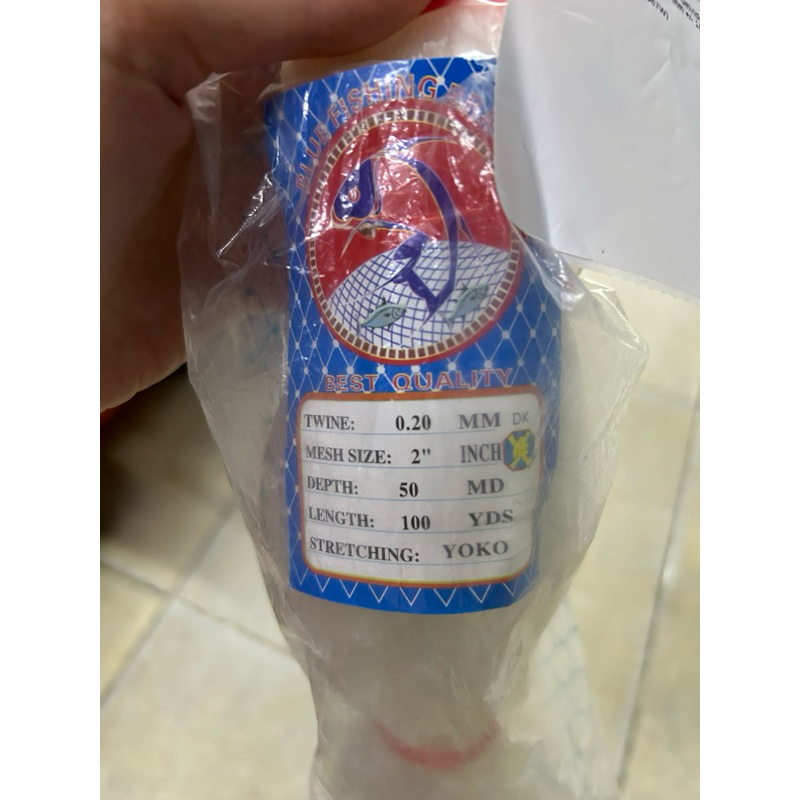 BLUE FISHING
BEST QUALITY
TWINE: 0.20 MM DK
MESH SIZE: 2" INCH
DEPTH: 50 MD
LENGTH: 100 YDS
STRETCHING: YOKO